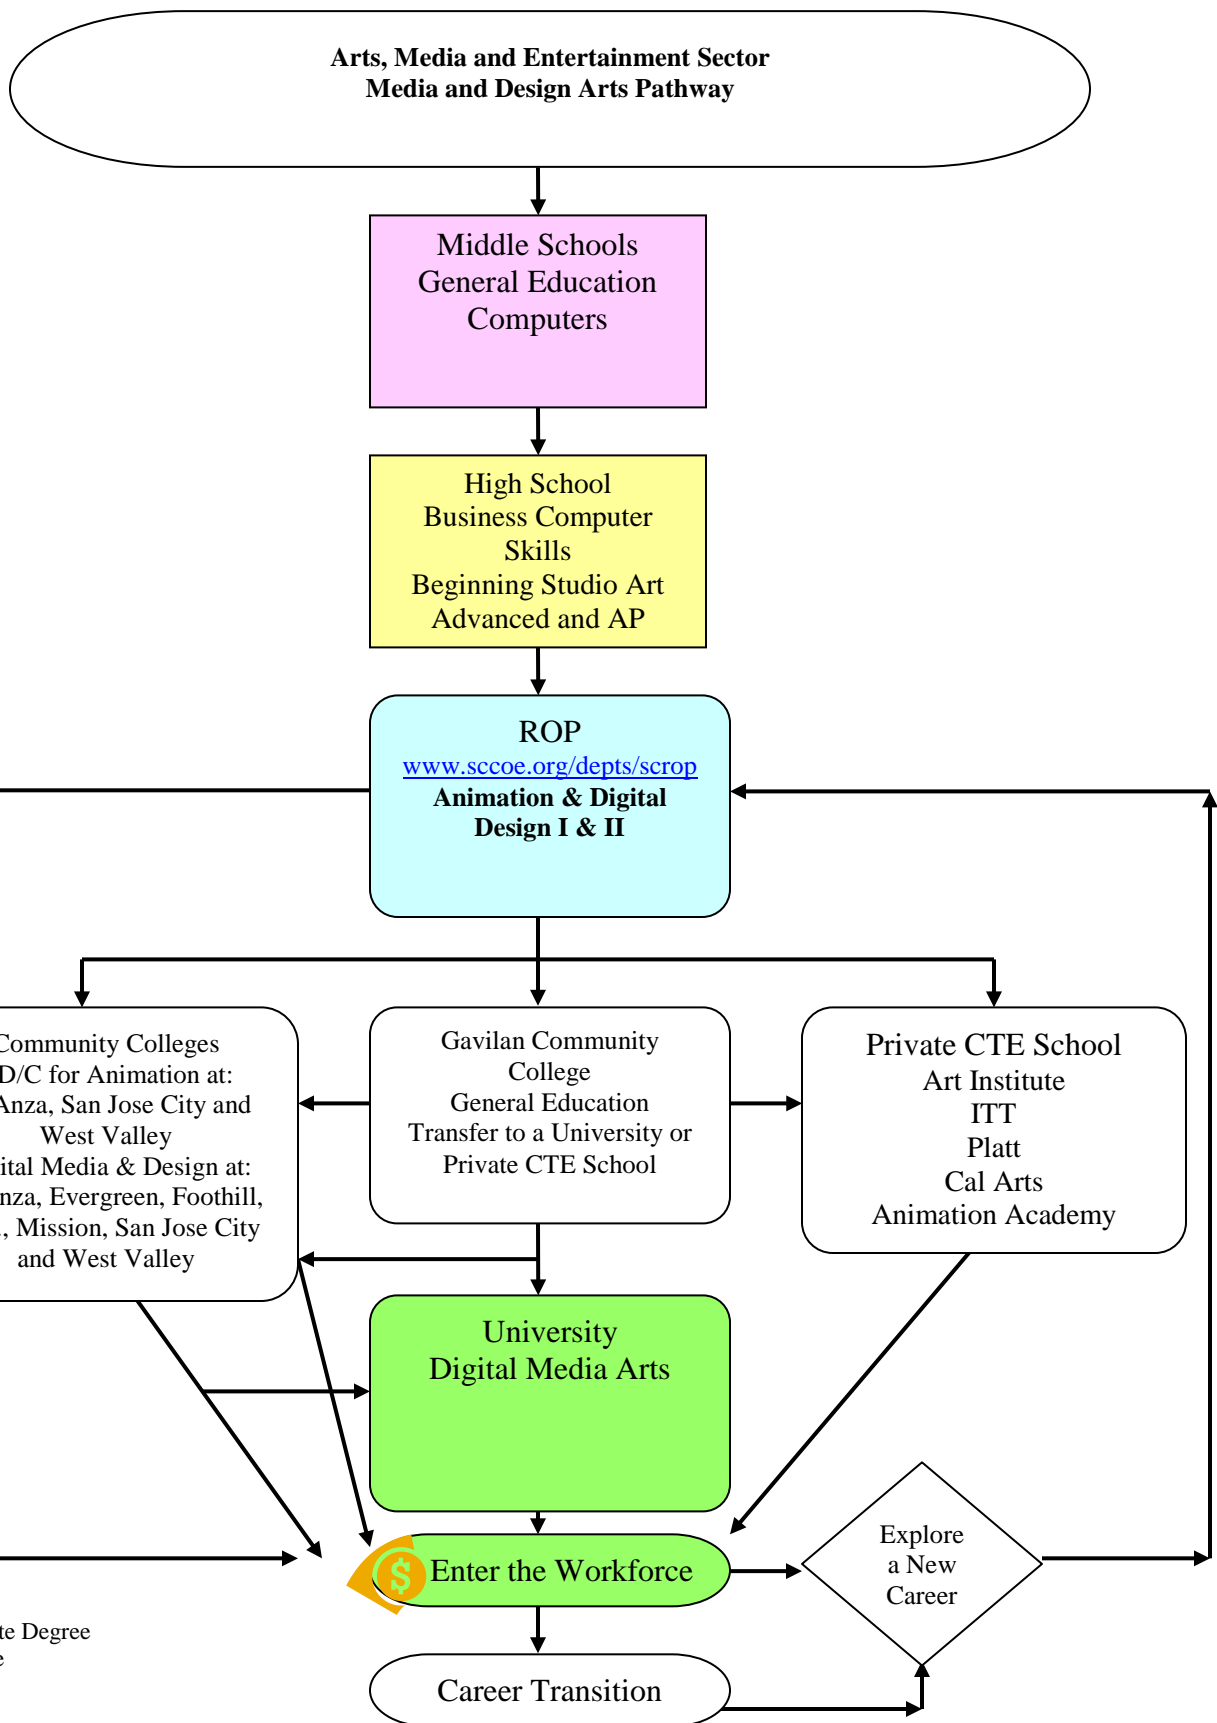 Arts, Media and Entertainment Sector
Media and Design Arts Pathway
Middle Schools
General Education
Computers
High School
Business Computer
Skills
Beginning Studio Art
Advanced and AP
ROP
www.sccoe.org/depts/scrop
Animation & Digital
Design I & II
Community Colleges
D/C for Animation at:
Anza, San Jose City and
West Valley
ital Media & Design at:
nza, Evergreen, Foothill,
., Mission, San Jose City
and West Valley
Gavilan Community
College
General Education
Transfer to a University or
Private CTE School
Private CTE School
Art Institute
ITT
Platt
Cal Arts
Animation Academy
University
Digital Media Arts
$
Enter the Workforce
Explore
a New
Career
te Degree
e
Career Transition